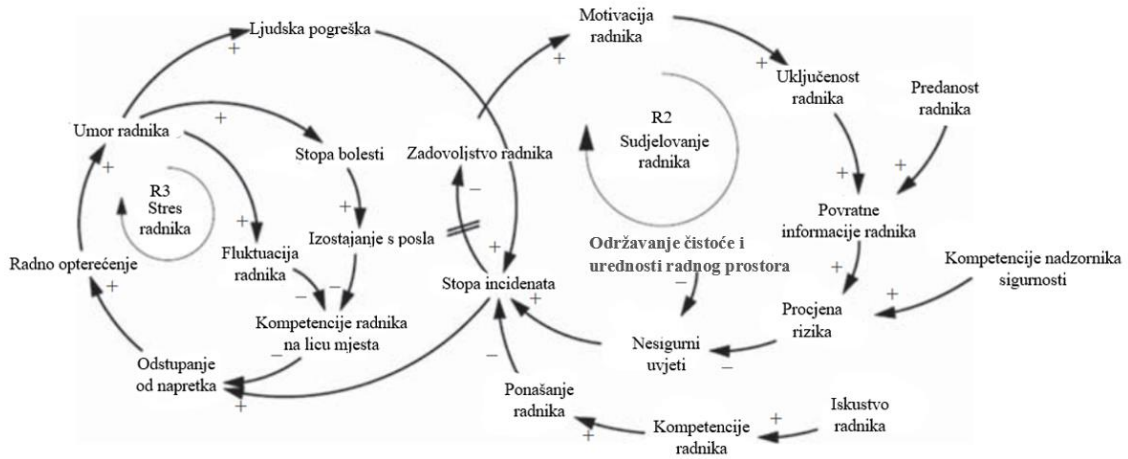 Ljudska pogreška
Motivacija
radnika
Uključenost
radnika
Predanost
radnika
Umor radnika
Stopa bolesti
Zadovoljstvo radnika
R2
Sudjelovanje
radnika
R3
Stres
radnika
Izostajanje s posla
Fluktuacija
radnika
Povratne
informacije radnika
Radno opterećenje
Održavanje čistoće i
urednosti radnog prostora
Kompetencije nadzornika
sigurnosti
Stopa incidenata
Kompetencije radnika
na licu mjesta
Procjena
rizika
Nesigurni
uvjeti
Odstupanje
od napretka
Ponašanje
radnika
Kompetencije
radnika
Iskustvo
radnika